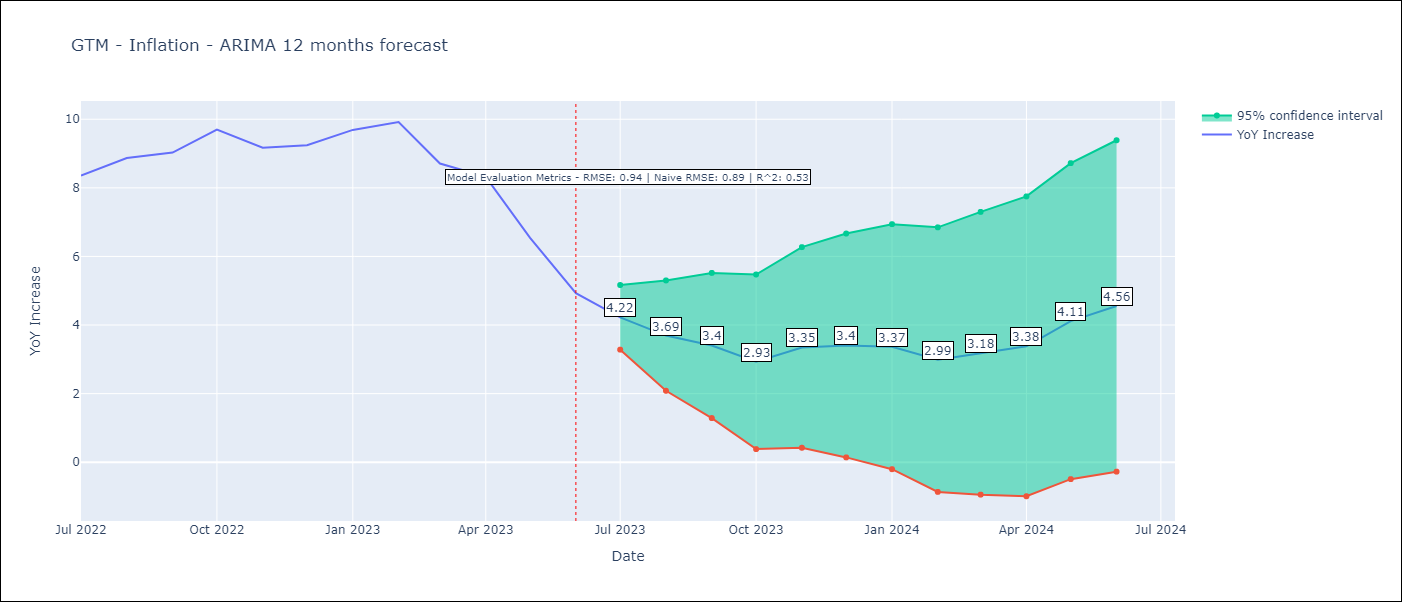 GTM - Inflation - ARIMA 12 months forecast
95% confidence interval
YoY Increase
Model Evaluation Metrics - RMSE: 0.94 | Naive RMSE: 0.89 | R^2: 0.53
YoY Increase
10
8
6
4
2
0
4.22
3.69
3.4
2.93
3.35
3.4
3.37
2.99
3.18
3.38
4.11
4.56
Jul 2022 Oct 2022 Jan 2023 Apr 2023 Jul 2023 Oct 2023 Jan 2024 Apr 2024 Jul 2024
Date